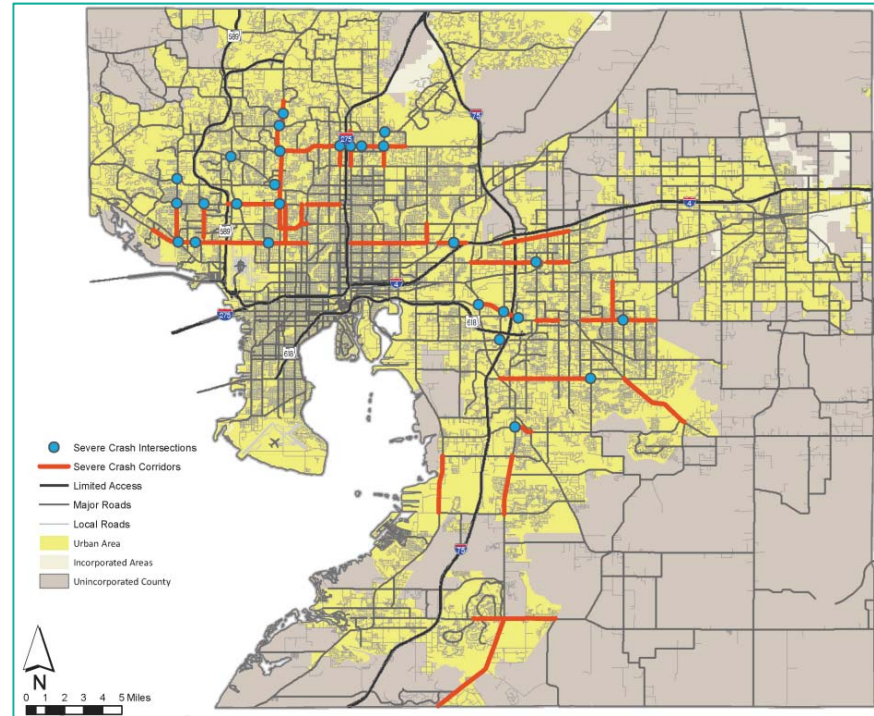 589
275
75
4
589
4
275
618
618
Severe Crash Intersections
Severe Crash Corridors
Limited Access
Major Roads
Local Roads
Urban Area
Incorporated Areas
Unincorporated County
75
N
0 1 2 3 4 5 Miles